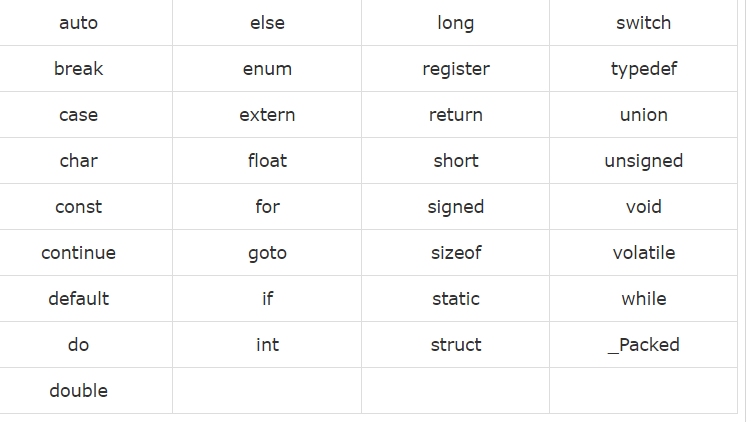 auto else long switch
break enum register typedef
case extern return union
char float short unsigned
const for signed void
continue goto sizeof volatile
default if static while
do int struct _Packed
double